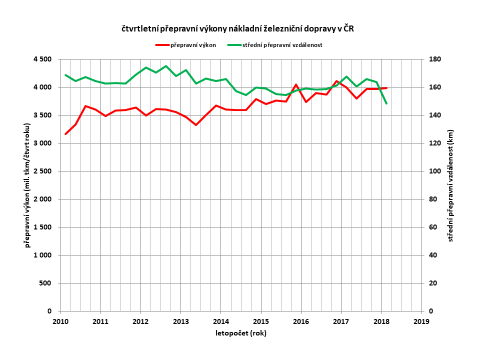 čtvrtletní přepravní výkony nákladní železniční dopravy v ČR
přepravní výkon
střední přepravní vzdálenost
přepravní výkon (mil. tkm/čtvrt roku)
4 500
4 000
3 500
3 000
2 500
2 000
1 500
1 000
500
0
180
160
140
120
100
80
60
40
20
0
střední přepravní vzdálenost (km)
2010 2011 2012 2013 2014 2015 2016 2017 2018 2019
letopočet (rok)